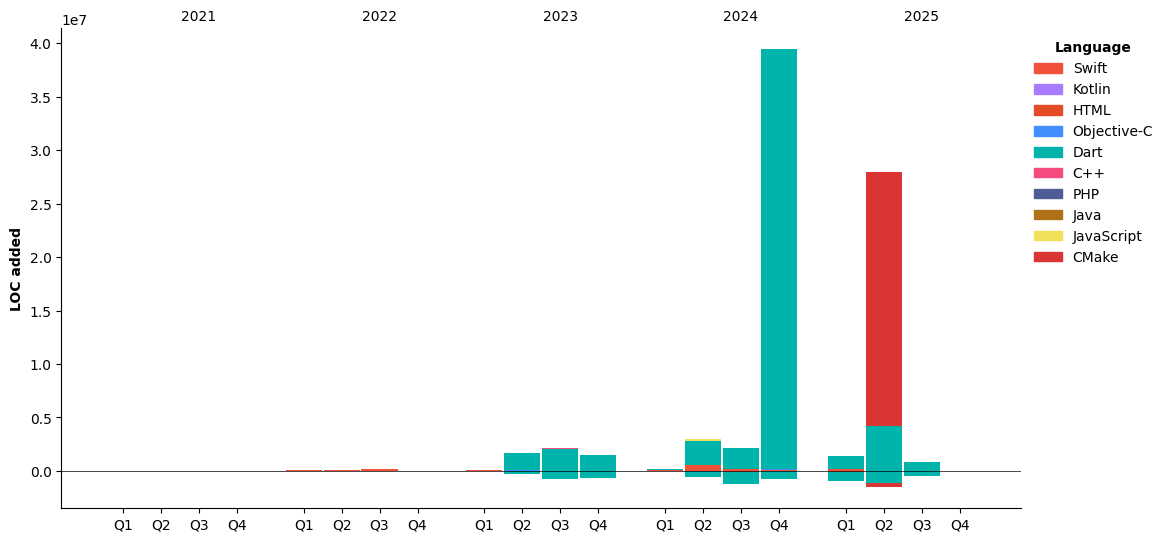 2021 2022 2023 2024 2025
1e7
4.0
3.5
3.0
2.5
2.0
1.5
1.0
0.5
0.0
LOC added
Q1 Q2 Q3 Q4 Q1 Q2 Q3 Q4 Q1 Q2 Q3 Q4 Q1 Q2 Q3 Q4 Q1 Q2 Q3 Q4
Language
Swift
Kotlin
HTML
Objective-C
Dart
C++
PHP
Java
JavaScript
CMake